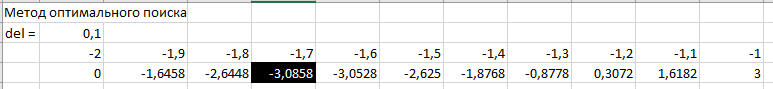 Метод оптимального поиска
del = 0,1
-2 -1,9 -1,8 -1,7 -1,6 -1,5 -1,4 -1,3 -1,2 -1,1 -1
0 -1,6458 -2,6448 -3,0858 -3,0528 -2,625 -1,8768 -0,8778 0,3072 1,6182 3